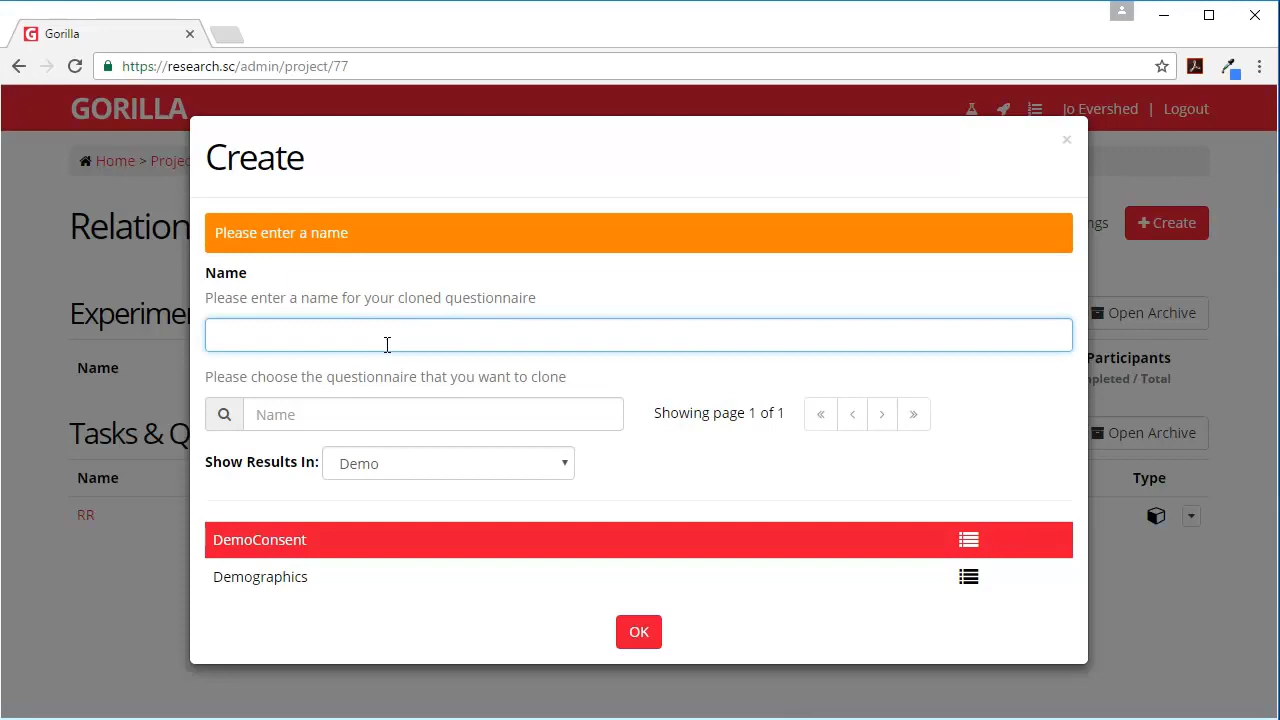 Gorilla
https://research.sc/admin/project/77
GORILLA
Jo Evershed | Logout
Home > Projec
Create
Relation
ngs
Create
Please enter a name
Name
Please enter a name for your cloned questionnaire
Experimer
Open Archive
Name
Participants
Please choose the questionnaire that you want to clone
mpleted / Total
Name
Showing page 1 of 1
« < > »
Tasks & Q
Open Archive
Show Results In: Demo
Name
Type
RR
DemoConsent
Demographics
OK